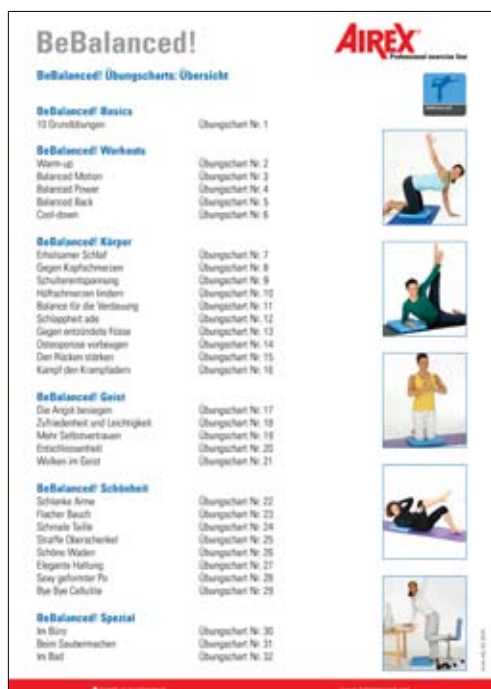 BeBalanced!
AIREX
Professional exercise line
BeBalanced! Übungscharts: Übersicht
BeBalanced! Basics
10 Grundübungen Übungschart Nr. 1
BeBalanced! Workouts
Warm-up Übungschart Nr. 2
Balanced Motion Übungschart Nr. 3
Balanced Power Übungschart Nr. 4
Balanced Back Übungschart Nr. 5
Cool-down Übungschart Nr. 6
BeBalanced! Körper
Erholsamer Schlaf Übungschart Nr. 7
Gegen Kopfschmerzen Übungschart Nr. 8
Schulterentspannung Übungschart Nr. 9
Hüftschmerzen lindern Übungschart Nr. 10
Balance für die Verdauung Übungschart Nr. 11
Schlappheit ade Übungschart Nr. 12
Gegen entzündete Füsse Übungschart Nr. 13
Osteoporose vorbeugen Übungschart Nr. 14
Den Rücken stärken Übungschart Nr. 15
Kampf den Krampfadern Übungschart Nr. 16
BeBalanced! Geist
Die Angst besiegen Übungschart Nr. 17
Zufriedenheit und Leichtigkeit Übungschart Nr. 18
Mehr Selbstvertrauen Übungschart Nr. 19
Entschlossenheit Übungschart Nr. 20
Wolken im Geist Übungschart Nr. 21
BeBalanced! Schönheit
Schlanke Arme Übungschart Nr. 22
Flacher Bauch Übungschart Nr. 23
Schmale Taille Übungschart Nr. 24
Straffe Oberschenkel Übungschart Nr. 25
Schöne Waden Übungschart Nr. 26
Elegante Haltung Übungschart Nr. 27
Sexy geformter Po Übungschart Nr. 28
Bye Bye Cellulite Übungschart Nr. 29
BeBalanced! Spezial
Im Büro Übungschart Nr. 30
Beim Saubermachen Übungschart Nr. 31
Im Bad Übungschart Nr. 32